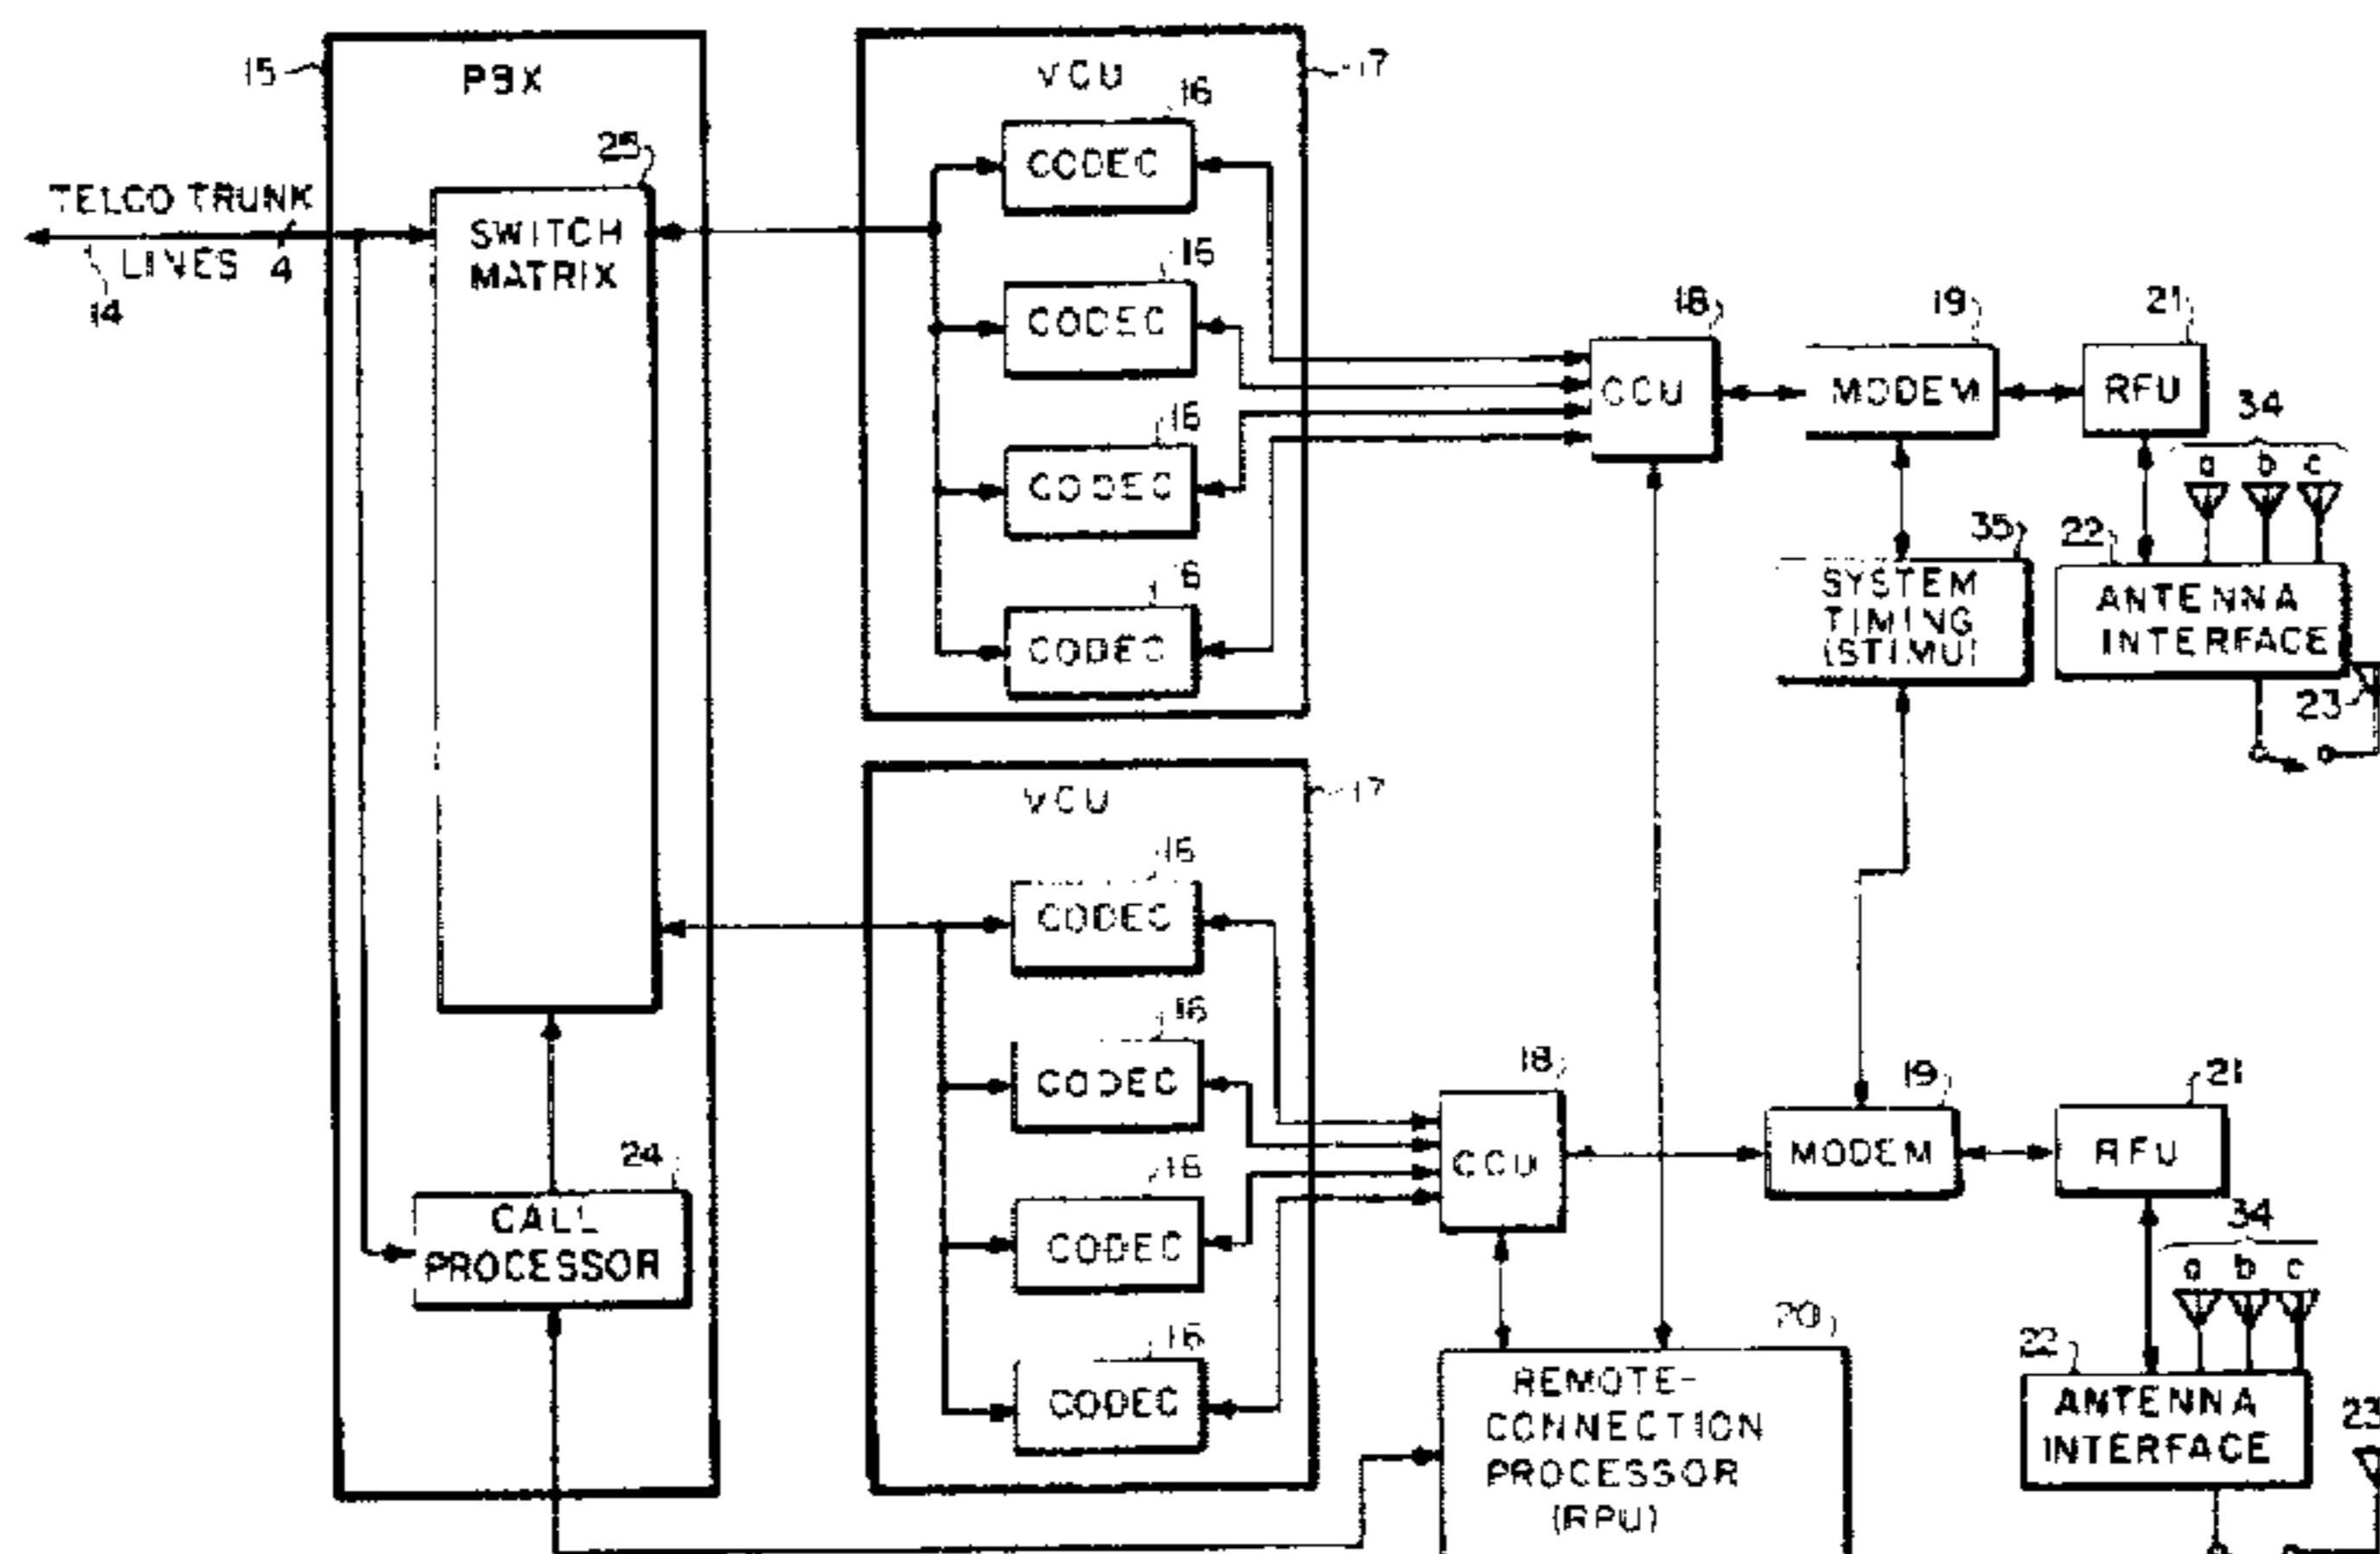 15
PBX
25
TELCO TRUNK
LINES 4
14
SWITCH
MATRIX
24
CALL
PROCESSOR
VCU
17
16
CODEC
16
CODEC
16
CODEC
6
CODEC
VCU
17
16
CODEC
16
CODEC
16
CODEC
16
CODEC
18
CCU
19
MODEM
21
RFU
34
a b c
35
SYSTEM
TIMING
(STIMU)
22
ANTENNA
INTERFACE
23
18
CCU
19
MODEM
21
RFU
34
a b c
22
ANTENNA
INTERFACE
23
20
REMOTE-
CONNECTION
PROCESSOR
(RPU)